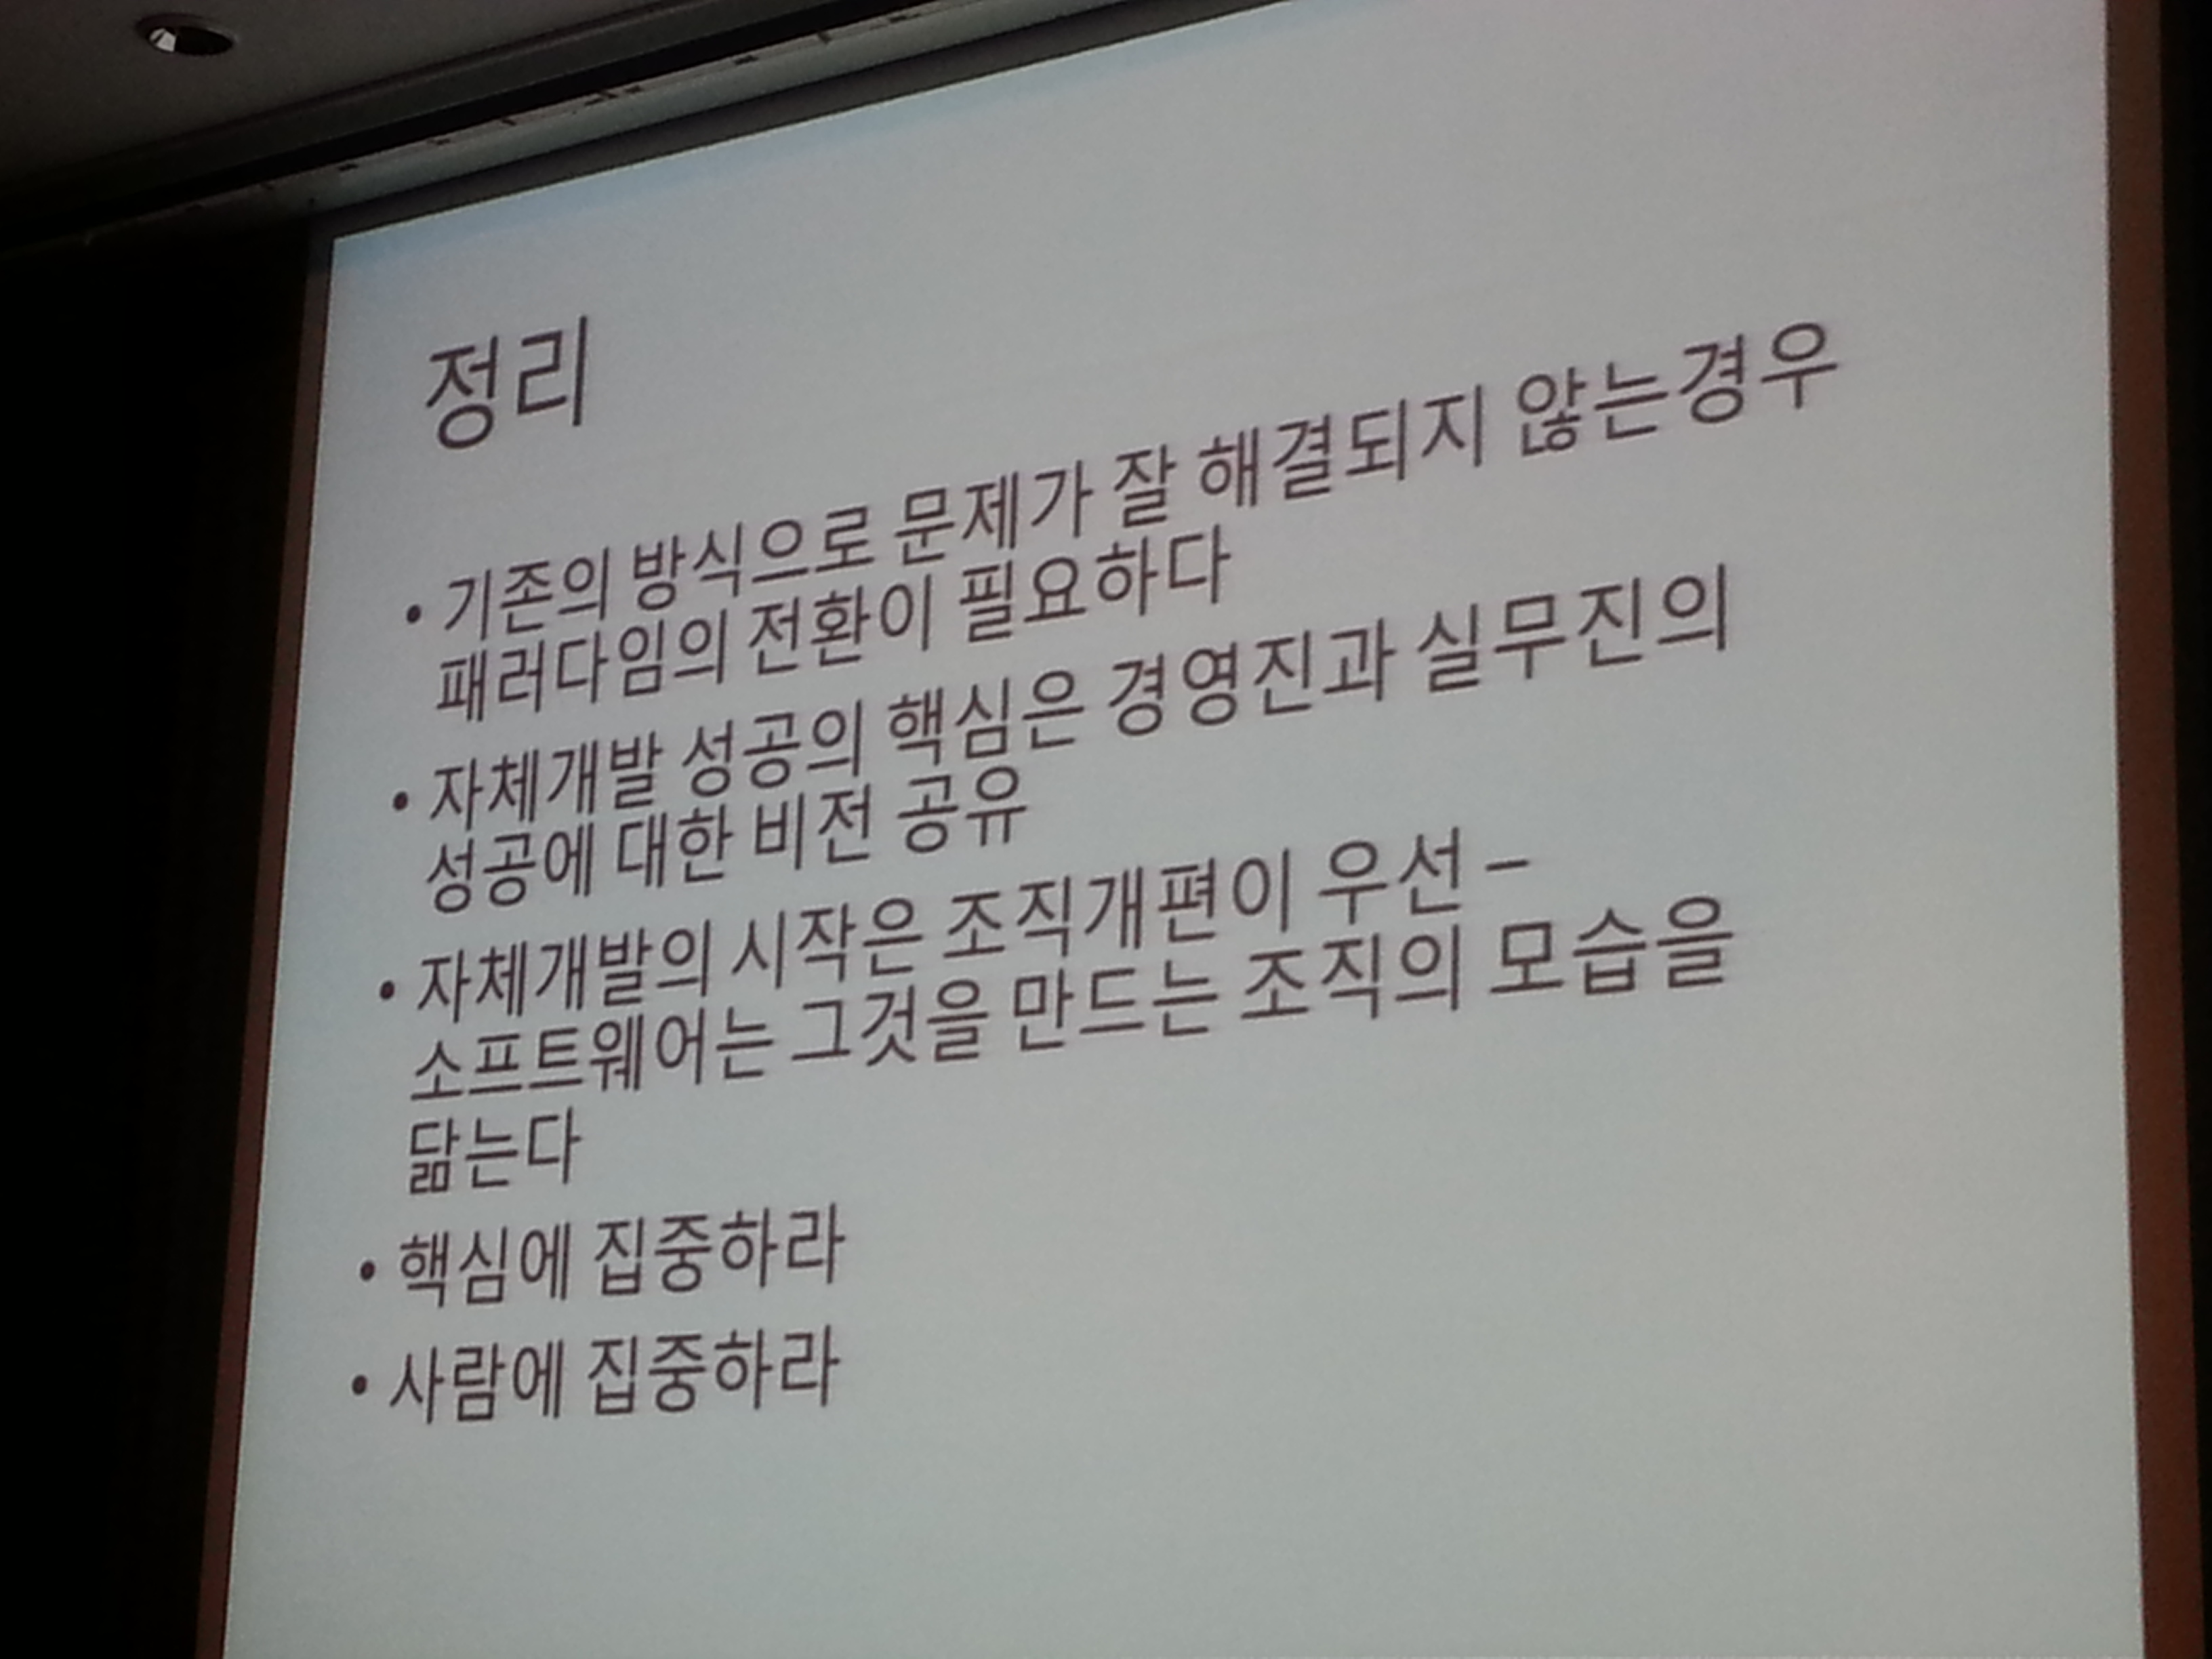 정리
• 기존의 방식으로 문제가 잘 해결되지 않는경우
패러다임의 전환이 필요하다
• 자체개발 성공의 핵심은 경영진과 실무진의
성공에 대한 비전 공유
• 자체개발의 시작은 조직개편이 우선 –
소프트웨어는 그것을 만드는 조직의 모습을
닮는다
• 핵심에 집중하라
• 사람에 집중하라